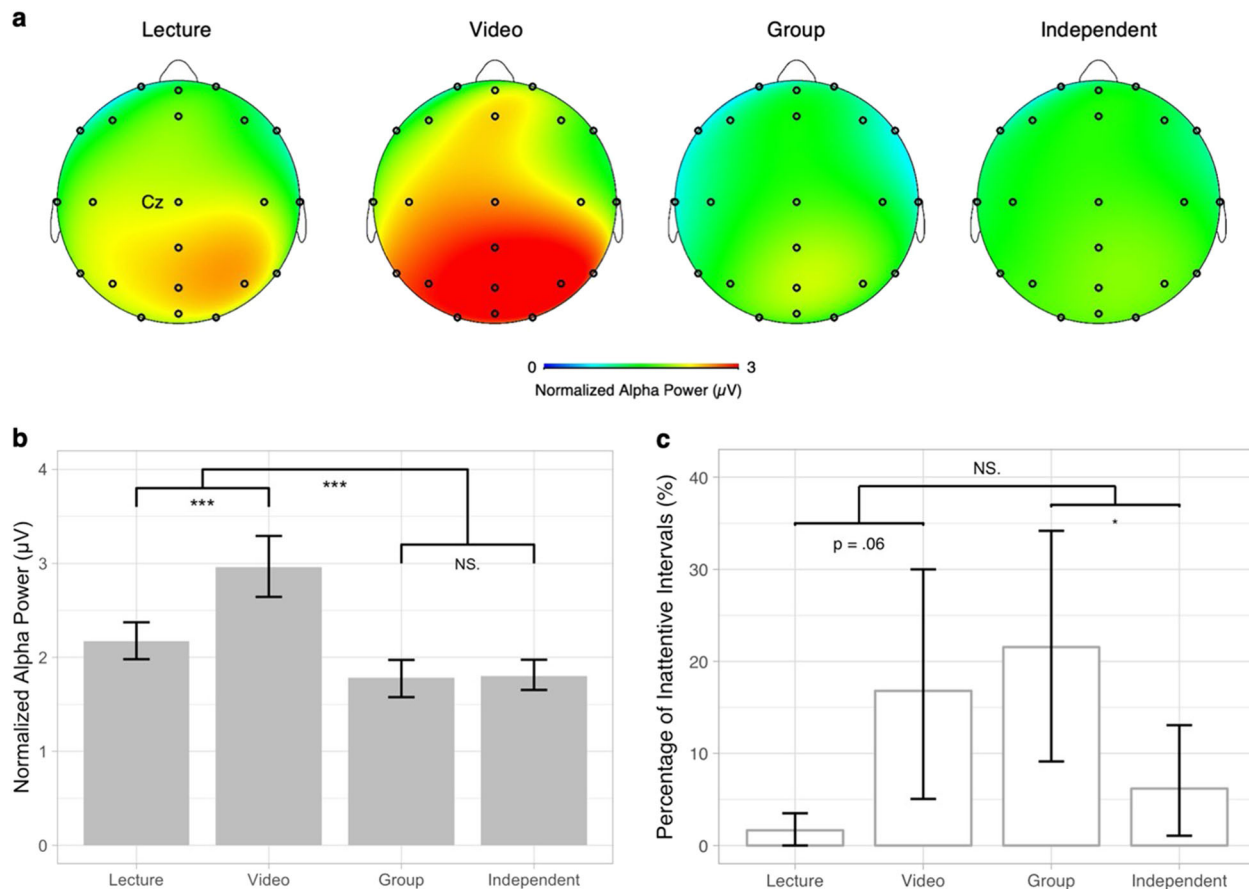 a
Lecture
Video
Group
Independent
Cz
0
3
Normalized Alpha Power (µV)
b
Normalized Alpha Power (µV)
4
3
2
1
0
***
***
NS.
Lecture
Video
Group
Independent
c
Percentage of Inattentive Intervals (%)
40
30
20
10
0
NS.
p = .06
*
Lecture
Video
Group
Independent